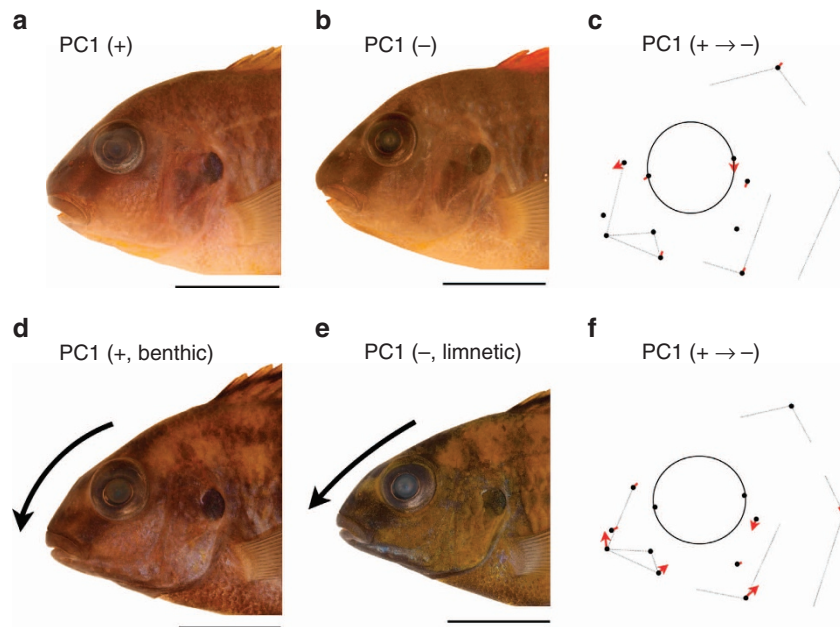 a
PC1 (+)
b
PC1 (–)
c
PC1 (+ → –)
d
PC1 (+, benthic)
e
PC1 (–, limnetic)
f
PC1 (+ → –)